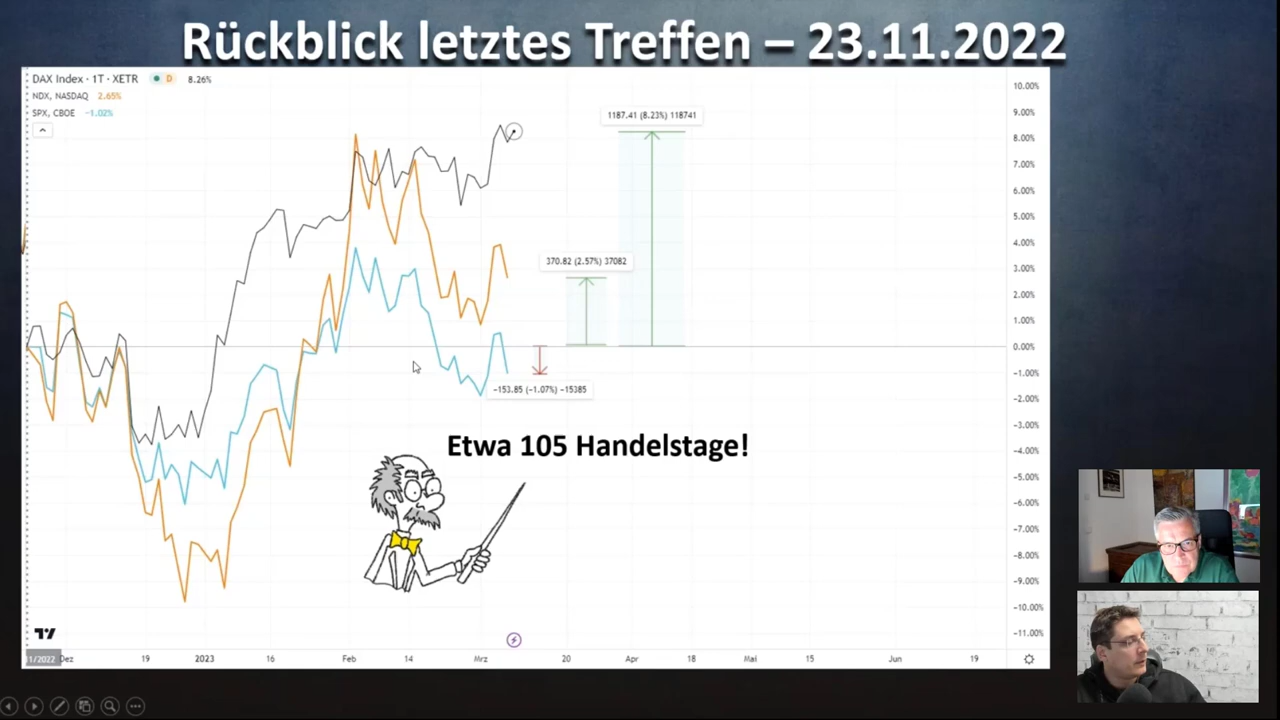 Rückblick letztes Treffen – 23.11.2022
DAX Index · 1T · XETR D 8.26%
NDX, NASDAQ 2.65%
SPX, CBOE −1.02%
1187.41 (8.23%) 118741
370.82 (2.57%) 37082
−153.85 (−1.07%) −15385
Etwa 105 Handelstage!
10.00%
9.00%
8.00%
7.00%
6.00%
5.00%
4.00%
3.00%
2.00%
1.00%
0.00%
−1.00%
−2.00%
−3.00%
−4.00%
−5.00%
−6.00%
−7.00%
−8.00%
−9.00%
−10.00%
−11.00%
1/2022 Dez 19 2023 16 Feb 14 Mrz 20 Apr 18 Mai 15 Jun 19